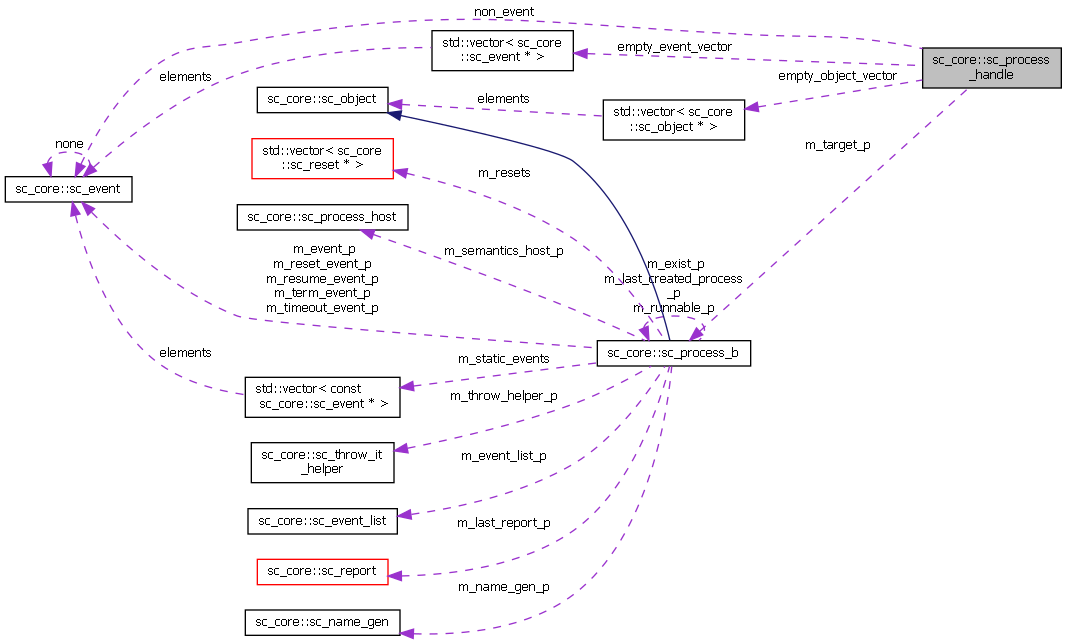 non_event
std::vector< sc_core
::sc_event * >
empty_event_vector
sc_core::sc_process
_handle
elements
empty_object_vector
sc_core::sc_object
elements
std::vector< sc_core
::sc_object * >
none
std::vector< sc_core
::sc_reset * >
m_resets
m_target_p
sc_core::sc_event
sc_core::sc_process_host
m_event_p
m_reset_event_p
m_resume_event_p
m_term_event_p
m_timeout_event_p
m_semantics_host_p
m_exist_p
m_last_created_process
_p
m_runnable_p
sc_core::sc_process_b
elements
m_static_events
std::vector< const
sc_core::sc_event * >
m_throw_helper_p
sc_core::sc_throw_it
_helper
m_event_list_p
sc_core::sc_event_list
m_last_report_p
sc_core::sc_report
m_name_gen_p
sc_core::sc_name_gen